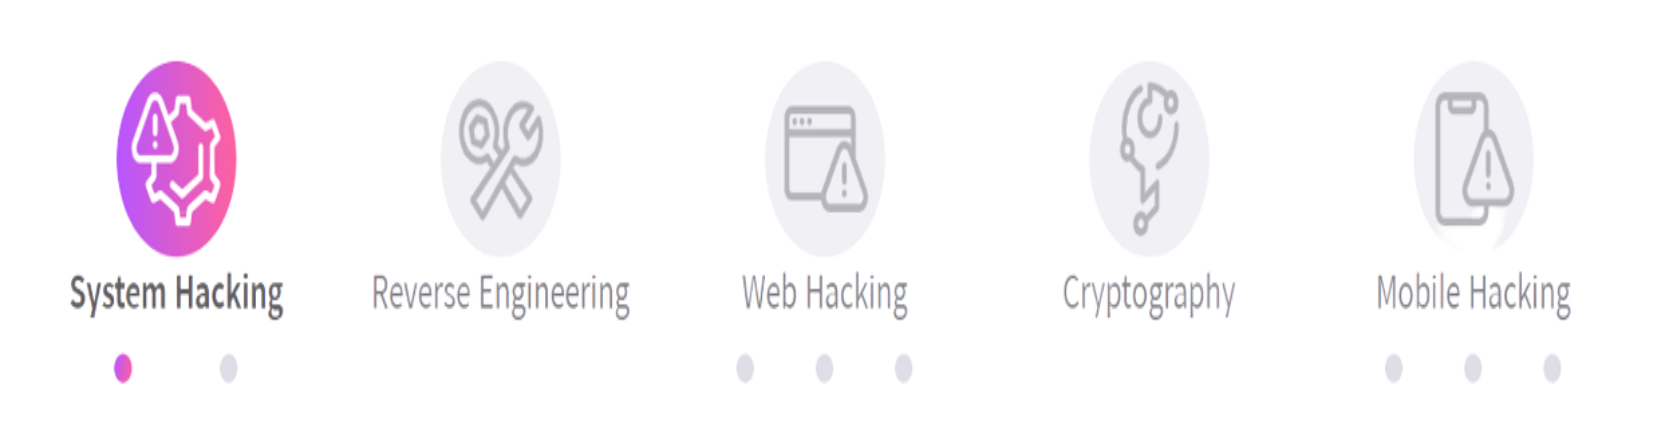 System Hacking
Reverse Engineering
Web Hacking
Cryptography
Mobile Hacking